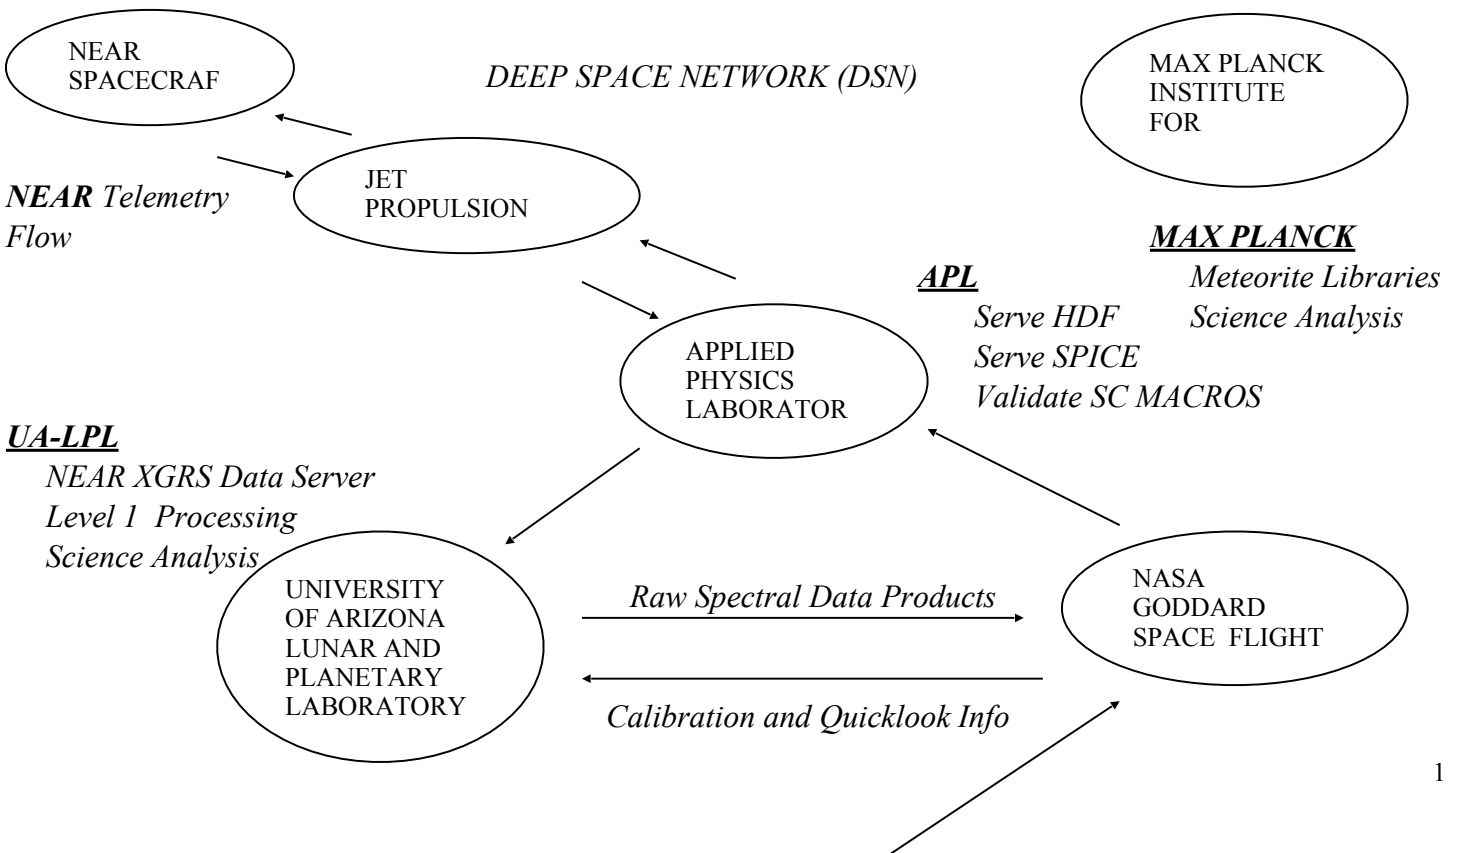 NEAR
SPACECRAF
DEEP SPACE NETWORK (DSN)
MAX PLANCK
INSTITUTE
FOR
JET
PROPULSION
NEAR Telemetry
Flow
MAX PLANCK
Meteorite Libraries
Science Analysis
APL
Serve HDF
Serve SPICE
Validate SC MACROS
APPLIED
PHYSICS
LABORATOR
UA-LPL
NEAR XGRS Data Server
Level 1 Processing
Science Analysis
UNIVERSITY
OF ARIZONA
LUNAR AND
PLANETARY
LABORATORY
Raw Spectral Data Products
Calibration and Quicklook Info
NASA
GODDARD
SPACE FLIGHT
1